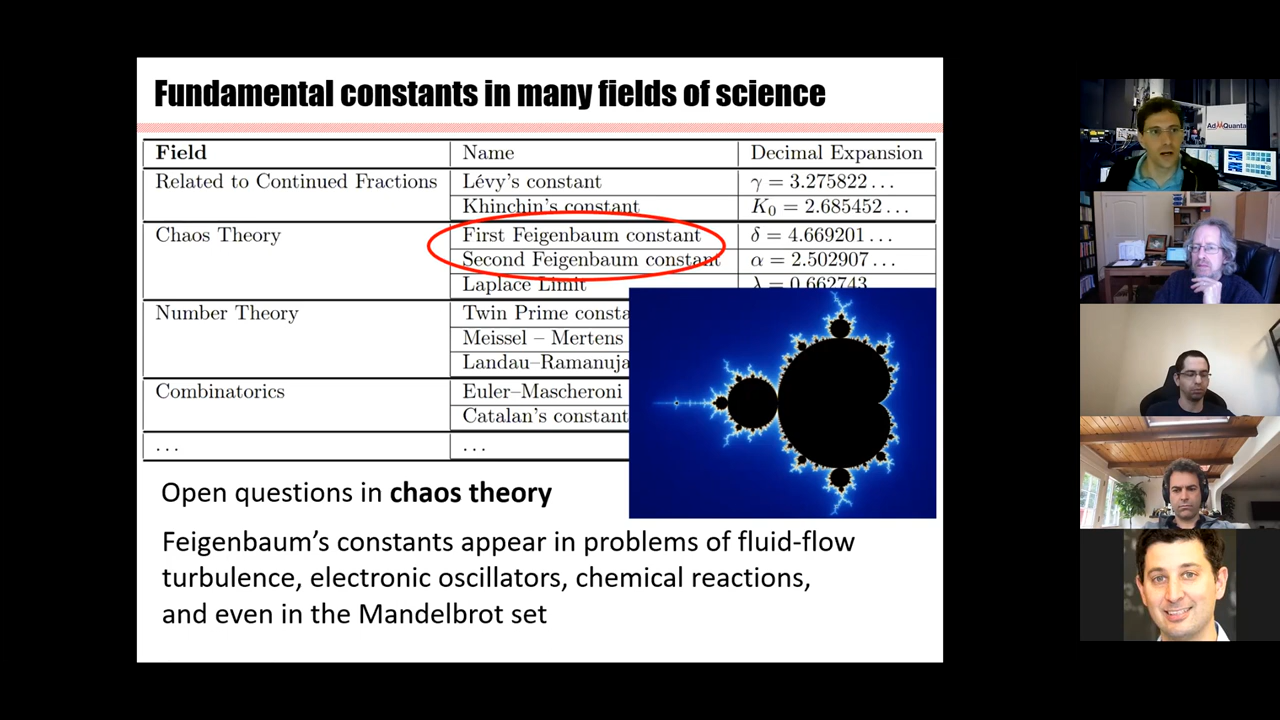 Fundamental constants in many fields of science
Field Name Decimal Expansion
Related to Continued Fractions Lévy's constant γ = 3.275822...
Khinchin's constant K₀ = 2.685452...
Chaos Theory First Feigenbaum constant δ = 4.669201...
Second Feigenbaum constant α = 2.502907...
Laplace Limit λ = 0.662743
Number Theory Twin Prime consta
Meissel – Mertens
Landau–Ramanuja
Combinatorics Euler–Mascheroni
Catalan's constant
... ...
Open questions in chaos theory
Feigenbaum's constants appear in problems of fluid-flow
turbulence, electronic oscillators, chemical reactions,
and even in the Mandelbrot set
AdMQuanta